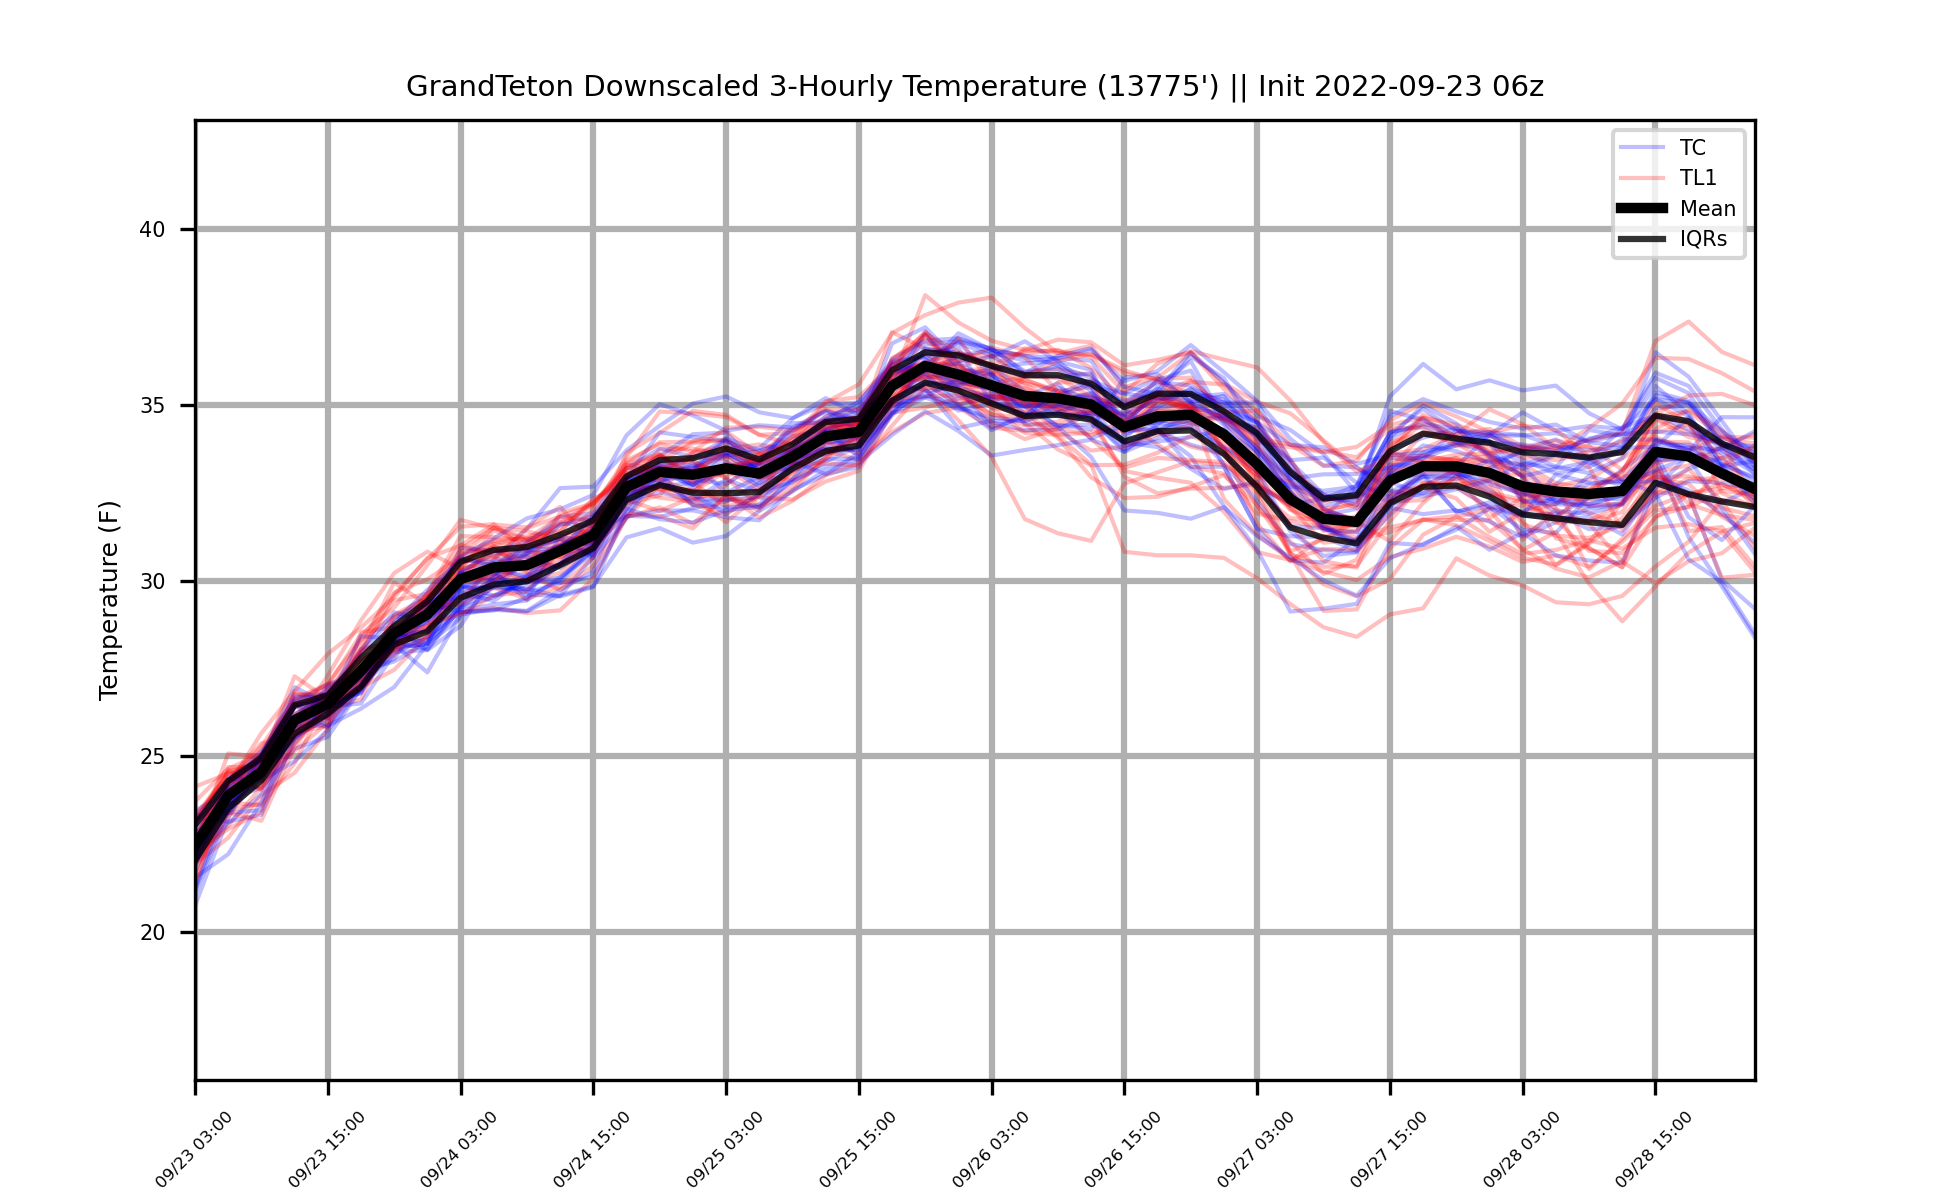 GrandTeton Downscaled 3-Hourly Temperature (13775') || Init 2022-09-23 06z
TC
TL1
Mean
IQRs
Temperature (F)
40
35
30
25
20
09/23 03:00
09/23 15:00
09/24 03:00
09/24 15:00
09/25 03:00
09/25 15:00
09/26 03:00
09/26 15:00
09/27 03:00
09/27 15:00
09/28 03:00
09/28 15:00